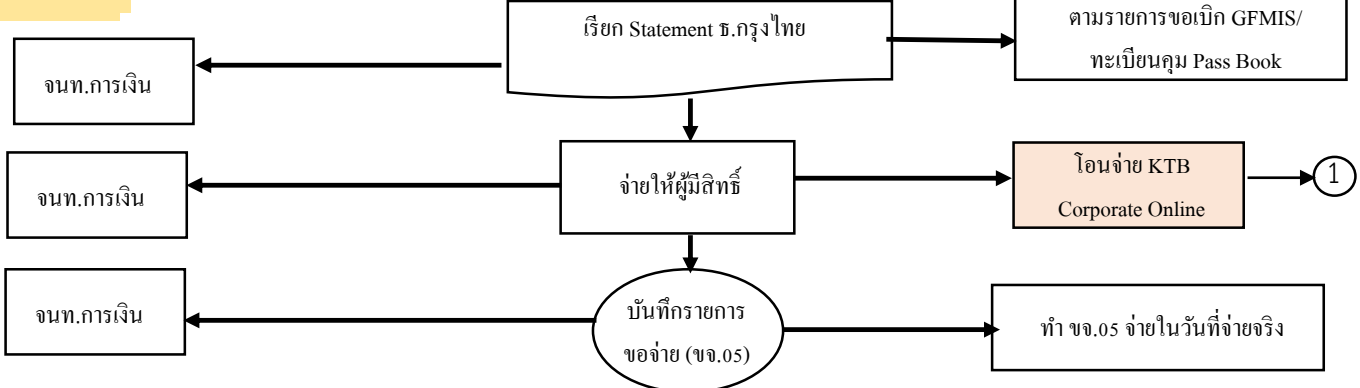 เรียก Statement ธ.กรุงไทย
ตามรายการขอเบิก GFMIS/
ทะเบียนคุม Pass Book
จนท.การเงิน
จ่ายให้ผู้มีสิทธิ์
โอนจ่าย KTB
Corporate Online
1
จนท.การเงิน
บันทึกรายการ
ขอจ่าย (ขจ.05)
จนท.การเงิน
ทำ ขจ.05 จ่ายในวันที่จ่ายจริง